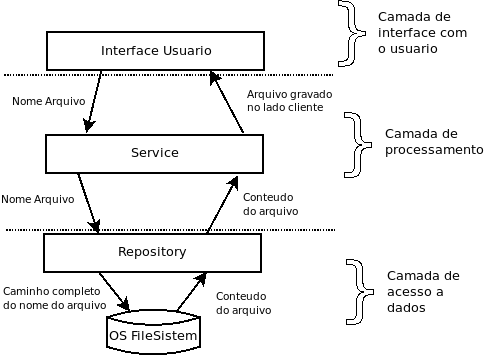 Camada de
interface com
o usuario
Interface Usuario
Nome Arquivo
Arquivo gravado
no lado cliente
Service
Camada de
processamento
Nome Arquivo
Conteudo
do arquivo
Repository
Caminho completo
do nome do arquivo
Conteudo
do arquivo
Camada de
acesso a
dados
OS FileSistem